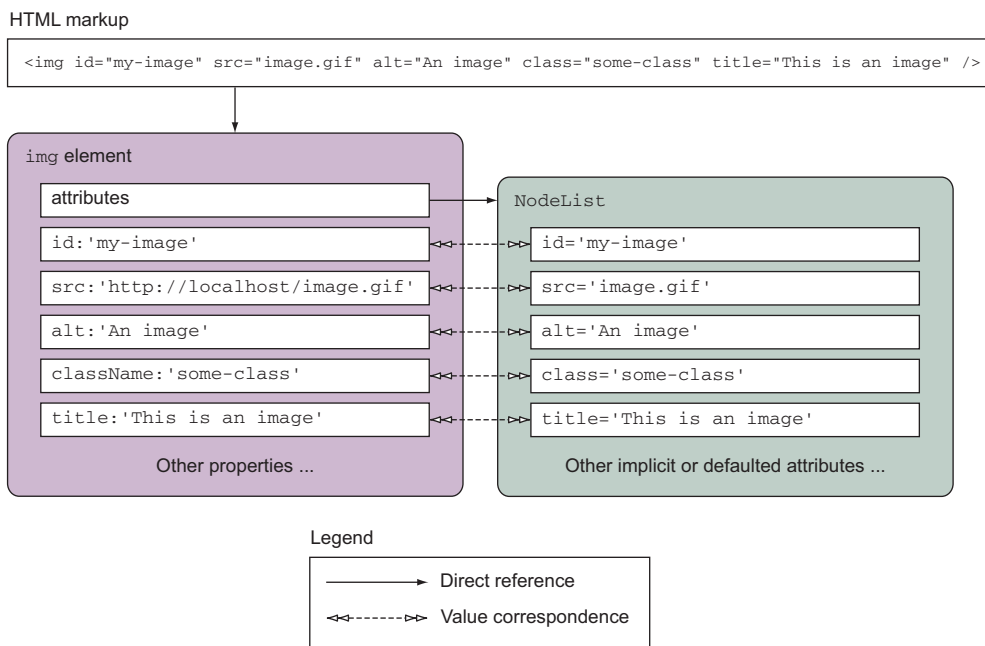 HTML markup
<img id="my-image" src="image.gif" alt="An image" class="some-class" title="This is an image" />
img element
attributes
id:'my-image'
src:'http://localhost/image.gif'
alt:'An image'
className:'some-class'
title:'This is an image'
Other properties ...
NodeList
id='my-image'
src='image.gif'
alt='An image'
class='some-class'
title='This is an image'
Other implicit or defaulted attributes ...
Legend
Direct reference
Value correspondence